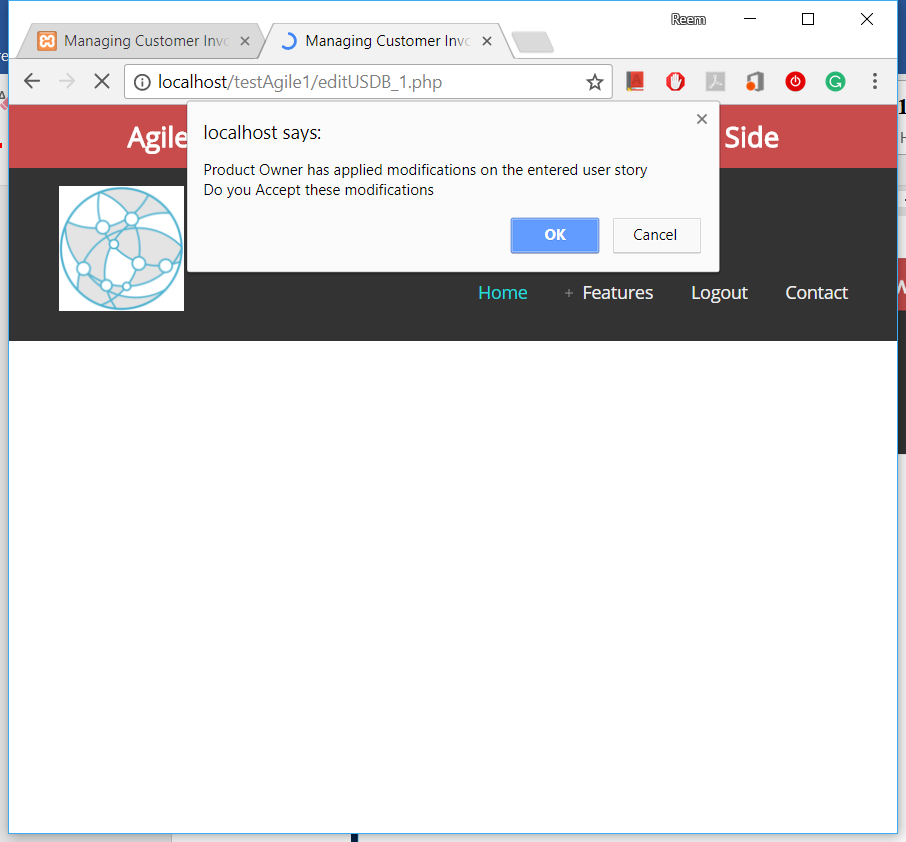 Reem
Managing Customer Invo
Managing Customer Invo
localhost/testAgile1/editUSDB_1.php
Agile
Side
localhost says:
Product Owner has applied modifications on the entered user story
Do you Accept these modifications
OK
Cancel
Home
+ Features
Logout
Contact